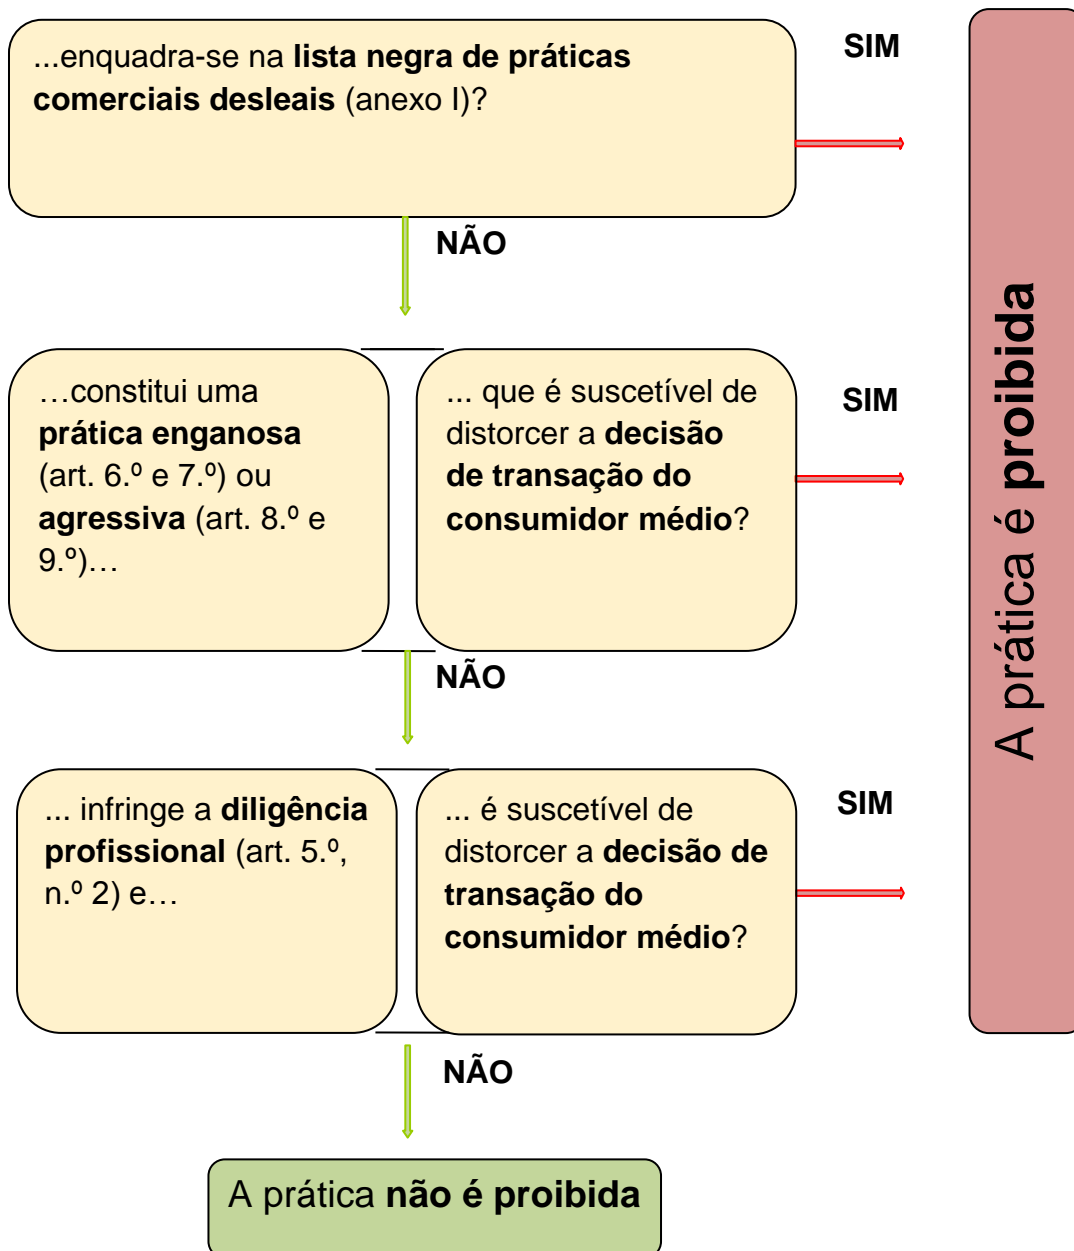 ...enquadra-se na lista negra de práticas
comerciais desleais (anexo I)?
SIM
NÃO
…constitui uma
prática enganosa
(art. 6.º e 7.º) ou
agressiva (art. 8.º e
9.º)…
... que é suscetível de
distorcer a decisão
de transação do
consumidor médio?
SIM
NÃO
... infringe a diligência
profissional (art. 5.º,
n.º 2) e…
... é suscetível de
distorcer a decisão de
transação do
consumidor médio?
SIM
NÃO
A prática não é proibida
A prática é proibida